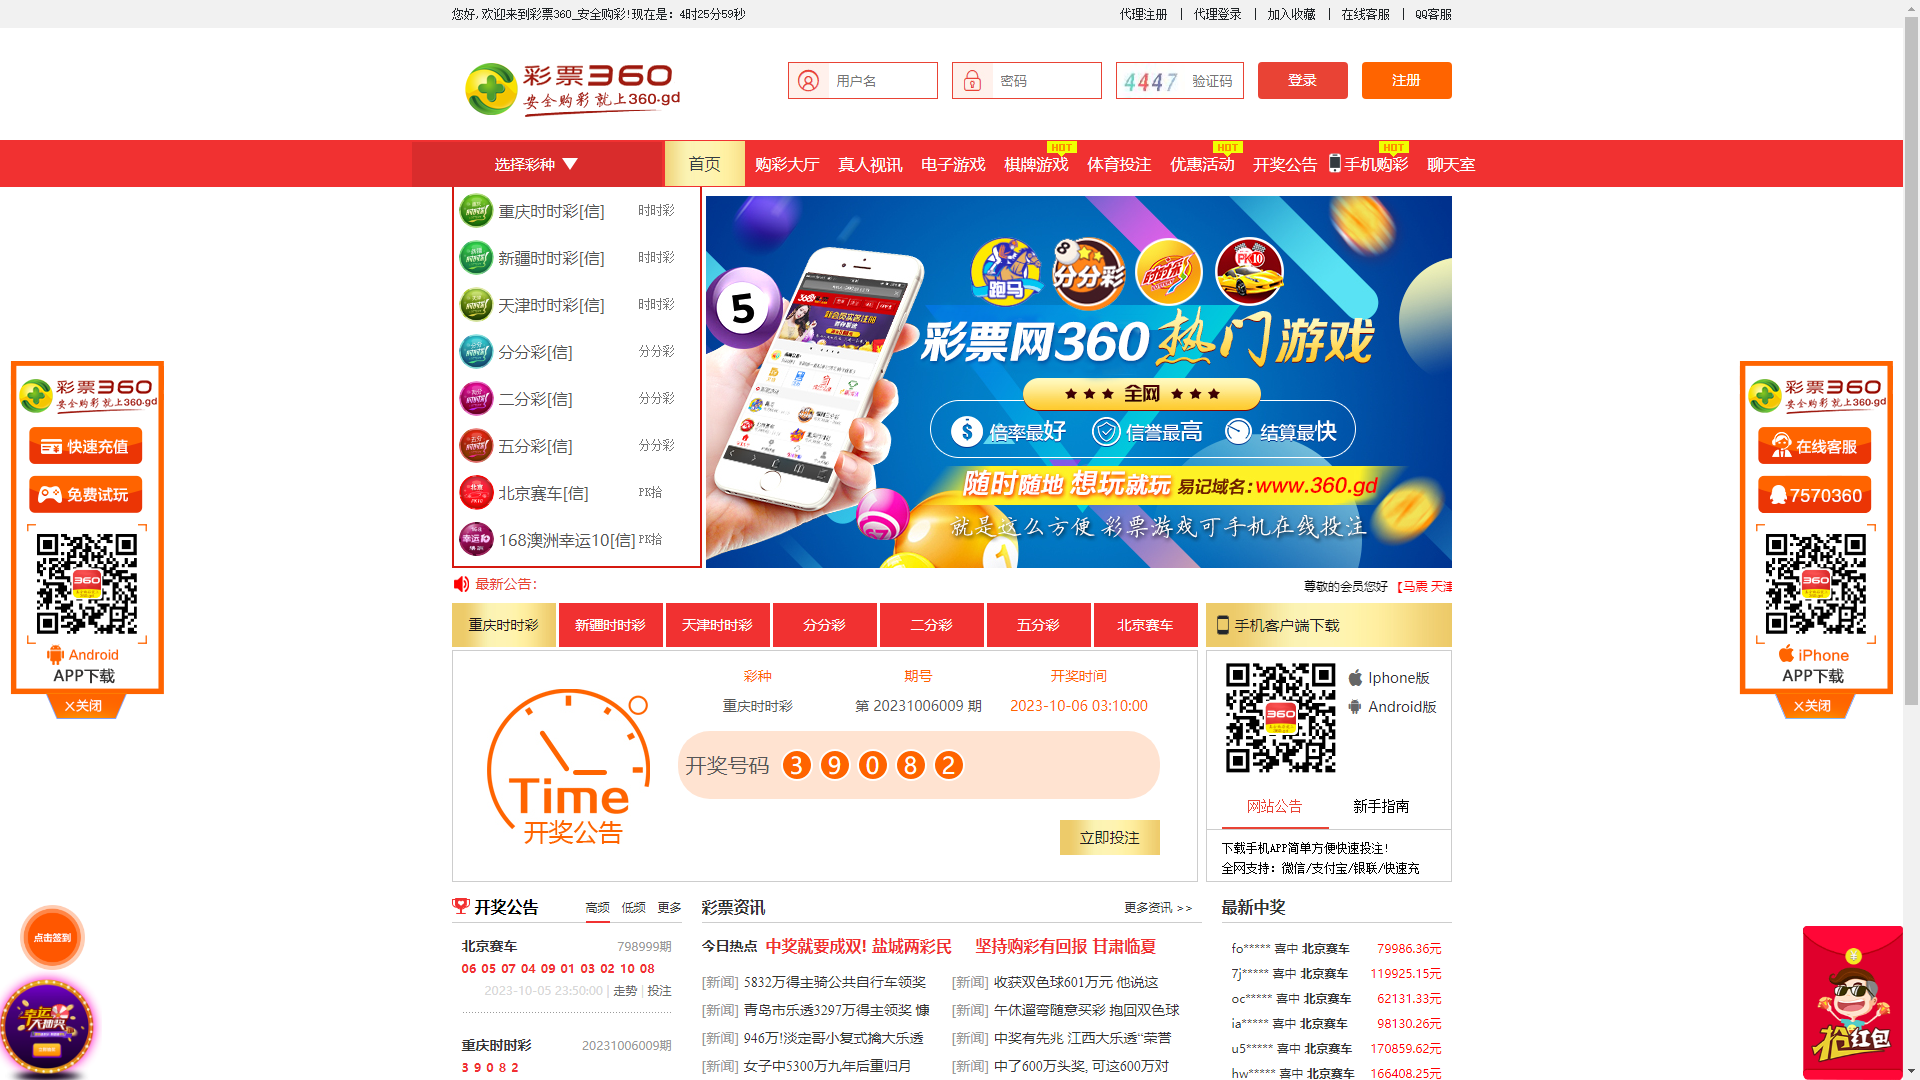 您好,欢迎来到彩票360_安全购彩!现在是：4时25分59秒
代理注册 | 代理登录 | 加入收藏 | 在线客服 | QQ客服
彩票360
安全购彩就上360.gd
用户名
密码
4447 验证码
登录
注册
选择彩种
首页 购彩大厅 真人视讯 电子游戏 棋牌游戏 体育投注 优惠活动 开奖公告 手机购彩 聊天室
HOT HOT HOT
重庆时时彩[信] 时时彩
新疆时时彩[信] 时时彩
天津时时彩[信] 时时彩
分分彩[信] 分分彩
二分彩[信] 分分彩
五分彩[信] 分分彩
北京赛车[信] PK拾
168澳洲幸运10[信] PK拾
5
跑马 分分彩 时时乐 PK10
彩票网360热门游戏
★★★ 全网 ★★★
倍率最好 信誉最高 结算最快
随时随地 想玩就玩 易记域名:www.360.gd
就是这么方便 彩票游戏可手机在线投注
彩票360
安全购彩就上360.gd
快速充值
免费试玩
360
Android
APP下载
×关闭
彩票360
安全购彩就上360.gd
在线客服
7570360
360
iPhone
APP下载
×关闭
最新公告：
尊敬的会员您好 【马震 天津
重庆时时彩 新疆时时彩 天津时时彩 分分彩 二分彩 五分彩 北京赛车
手机客户端下载
彩种 期号 开奖时间
重庆时时彩 第 20231006009 期 2023-10-06 03:10:00
Time
开奖公告
开奖号码 3 9 0 8 2
立即投注
360
Iphone版
Android版
网站公告 新手指南
下载手机APP简单方便快速投注!
全网支持：微信/支付宝/银联/快速充
开奖公告 高频 低频 更多
北京赛车 798999期
06 05 07 04 09 01 03 02 10 08
2023-10-05 23:50:00 | 走势 | 投注
重庆时时彩 20231006009期
3 9 0 8 2
彩票资讯 更多资讯 >>
今日热点 中奖就要成双! 盐城两彩民 坚持购彩有回报 甘肃临夏
[新闻] 5832万得主骑公共自行车领奖
[新闻] 收获双色球601万元 他说这
[新闻] 青岛市乐透3297万得主领奖 慷
[新闻] 午休遛弯随意买彩 抱回双色球
[新闻] 946万!淡定哥小复式擒大乐透
[新闻] 中奖有先兆 江西大乐透“荣誉
[新闻] 女子中5300万九年后重归月
[新闻] 中了600万头奖, 可这600万对
最新中奖
fo***** 喜中 北京赛车 79986.36元
7j***** 喜中 北京赛车 119925.15元
oc***** 喜中 北京赛车 62131.33元
ia***** 喜中 北京赛车 98130.26元
u5***** 喜中 北京赛车 170859.62元
hw***** 喜中 北京赛车 166408.25元
点击签到
幸运大抽奖
抢红包